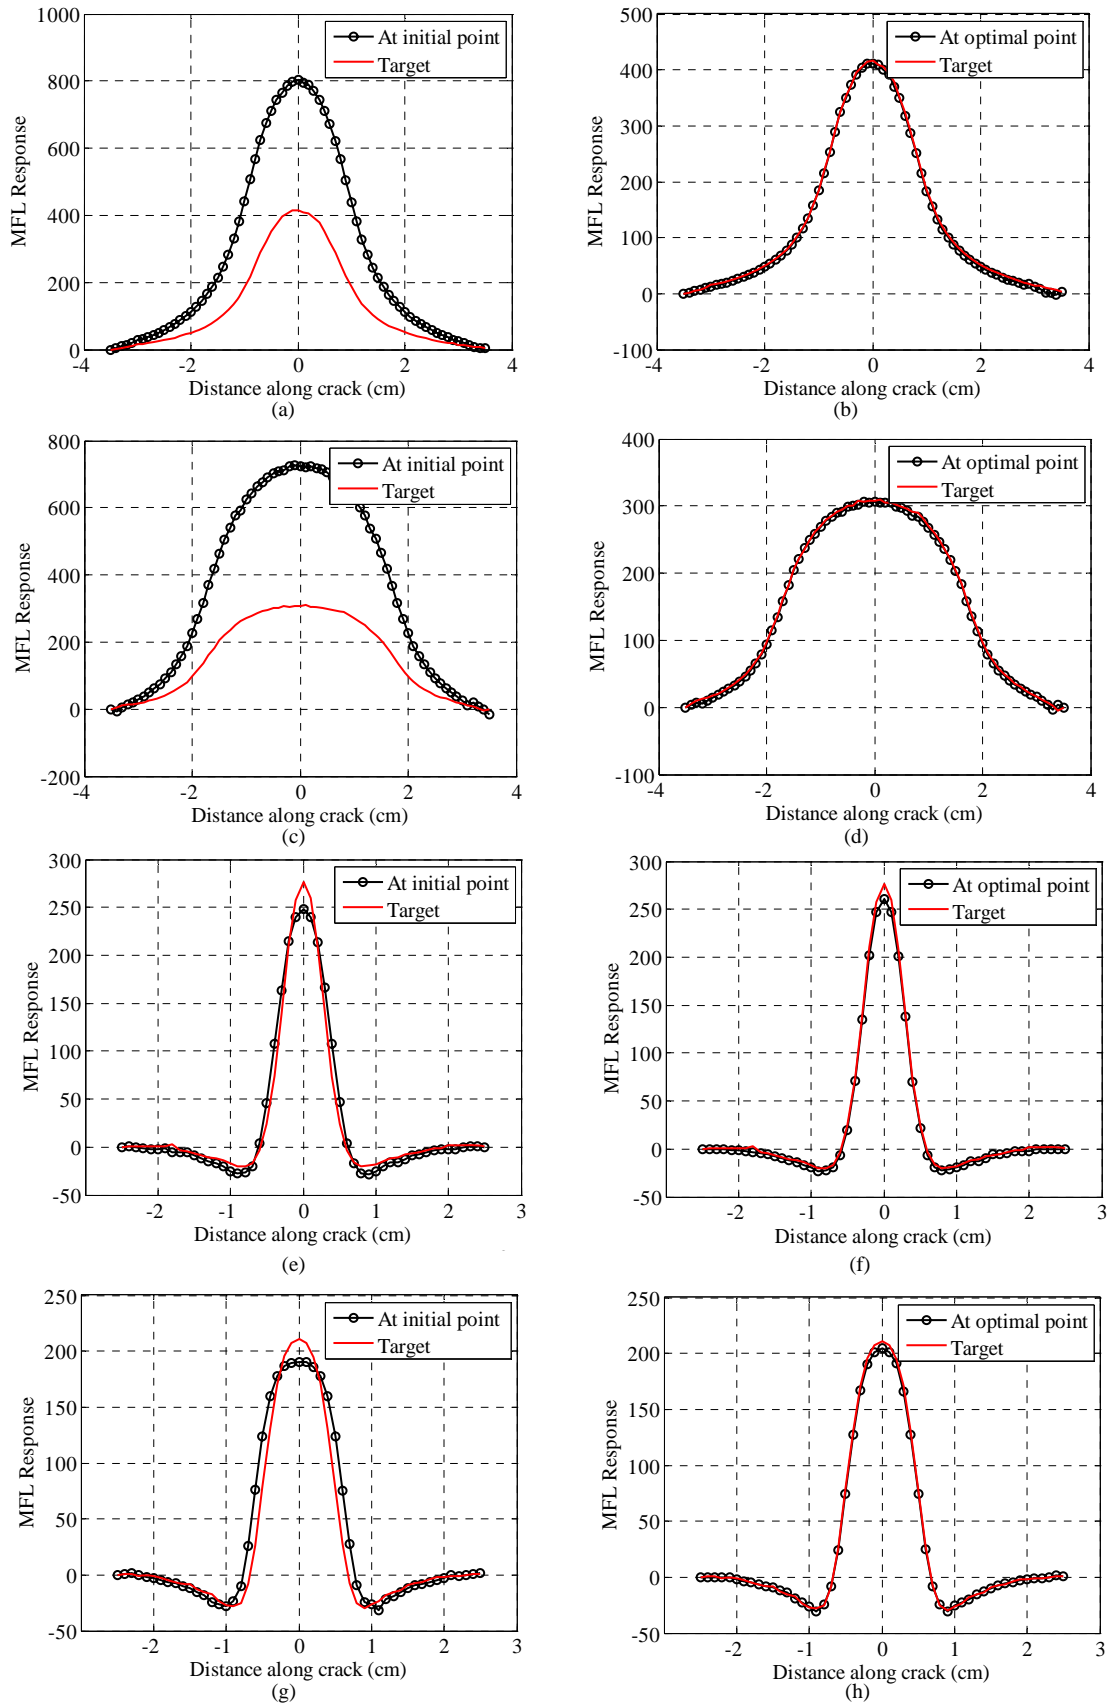 1000
800
600
400
200
0
-4
-2
0
2
4
MFL Response
Distance along crack (cm)
At initial point
Target
(a)
500
400
300
200
100
0
-100
-4
-2
0
2
4
MFL Response
Distance along crack (cm)
At optimal point
Target
(b)
800
600
400
200
0
-200
-4
-2
0
2
4
MFL Response
Distance along crack (cm)
At initial point
Target
(c)
400
300
200
100
0
-100
-4
-2
0
2
4
MFL Response
Distance along crack (cm)
At optimal point
Target
(d)
300
250
200
150
100
50
0
-50
-2
-1
0
1
2
3
MFL Response
Distance along crack (cm)
At initial point
Target
(e)
300
250
200
150
100
50
0
-50
-2
-1
0
1
2
3
MFL Response
Distance along crack (cm)
At optimal point
Target
(f)
250
200
150
100
50
0
-50
-2
-1
0
1
2
3
MFL Response
Distance along crack (cm)
At initial point
Target
(g)
250
200
150
100
50
0
-50
-2
-1
0
1
2
3
MFL Response
Distance along crack (cm)
At optimal point
Target
(h)